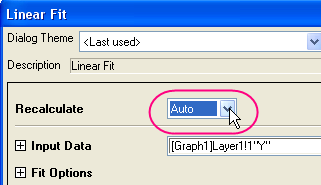 Linear Fit
Dialog Theme <Last used>
Description Linear Fit
Recalculate Auto
Input Data [Graph1]Layer1!1"Y"
Fit Options